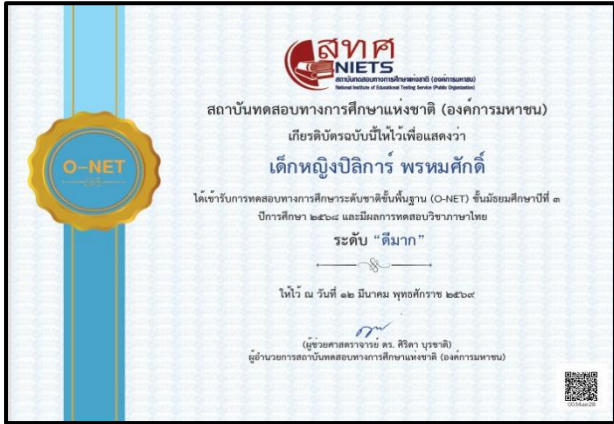 สทศ
NIETS
สถาบันทดสอบทางการศึกษาแห่งชาติ (องค์การมหาชน)
National Institute of Educational Testing Service (Public Organization)
สถาบันทดสอบทางการศึกษาแห่งชาติ (องค์การมหาชน)
เกียรติบัตรฉบับนี้ให้ไว้เพื่อแสดงว่า
O-NET
เด็กหญิงปิลิการ์ พรหมศักดิ์
ได้เข้ารับการทดสอบทางการศึกษาระดับชาติขั้นพื้นฐาน (O-NET) ชั้นมัธยมศึกษาปีที่ ๓
ปีการศึกษา ๒๕๖๘ และมีผลการทดสอบวิชาภาษาไทย
ระดับ “ดีมาก”
ให้ไว้ ณ วันที่ ๑๒ มีนาคม พุทธศักราช ๒๕๖๙
(ผู้ช่วยศาสตราจารย์ ดร. ศิริดา บุรชาติ)
ผู้อำนวยการสถาบันทดสอบทางการศึกษาแห่งชาติ (องค์การมหาชน)